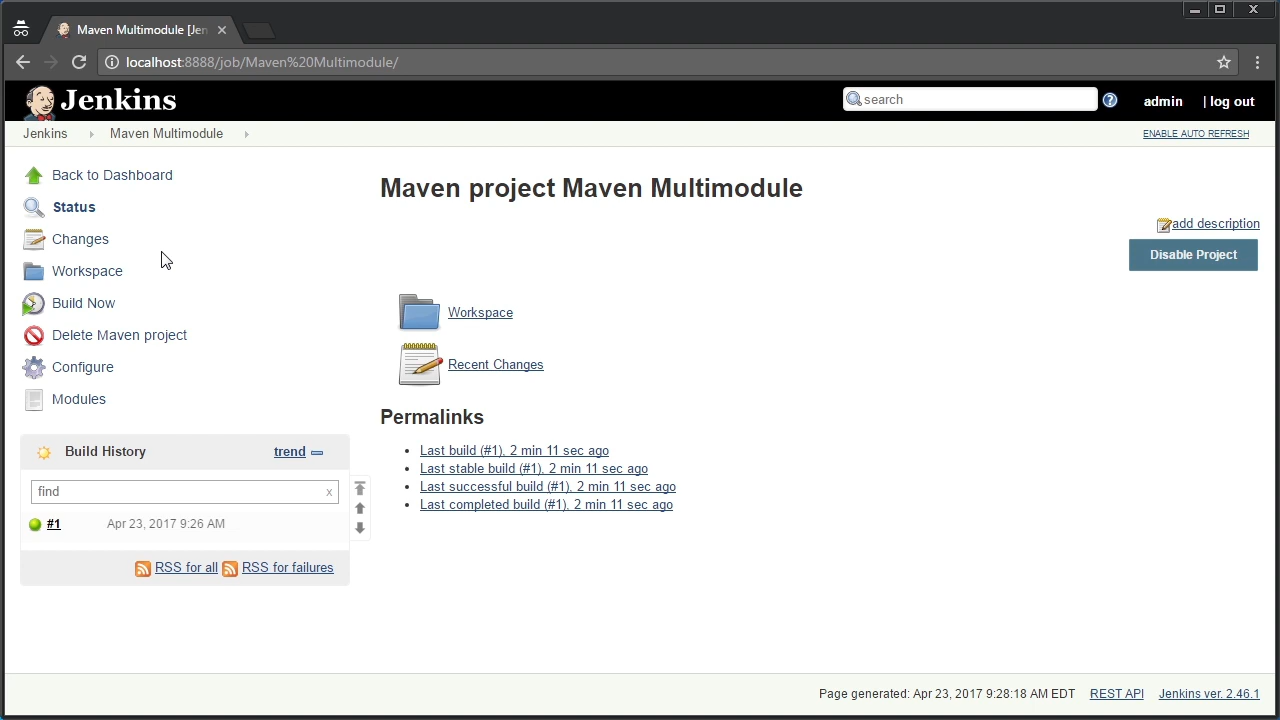 Maven Multimodule [Jen
localhost:8888/job/Maven%20Multimodule/
Jenkins
search
admin
| log out
Jenkins
Maven Multimodule
ENABLE AUTO REFRESH
Back to Dashboard
Status
Changes
Workspace
Build Now
Delete Maven project
Configure
Modules
Build History
trend
find
x
#1
Apr 23, 2017 9:26 AM
RSS for all
RSS for failures
Maven project Maven Multimodule
add description
Disable Project
Workspace
Recent Changes
Permalinks
Last build (#1), 2 min 11 sec ago
Last stable build (#1), 2 min 11 sec ago
Last successful build (#1), 2 min 11 sec ago
Last completed build (#1), 2 min 11 sec ago
Page generated: Apr 23, 2017 9:28:18 AM EDT
REST API
Jenkins ver. 2.46.1